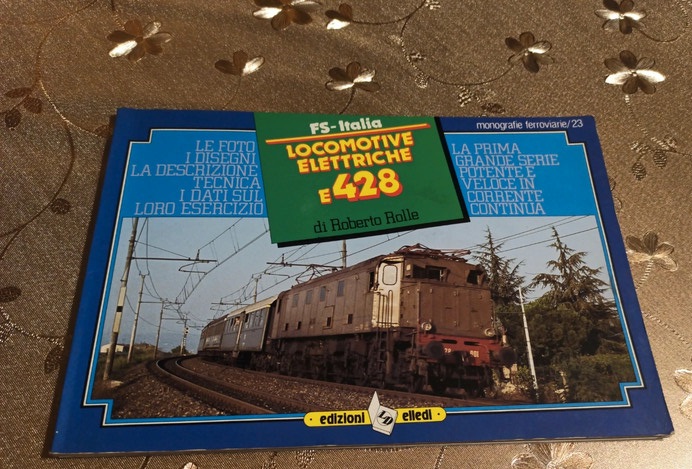 monografie ferroviarie/23
FS-Italia
LOCOMOTIVE
ELETTRICHE
E428
di Roberto Rolle
LE FOTO
I DISEGNI
LA DESCRIZIONE
TECNICA
I DATI SUL
LORO ESERCIZIO
LA PRIMA
GRANDE SERIE
POTENTE E
VELOCE IN
CORRENTE
CONTINUA
edizioni elledi